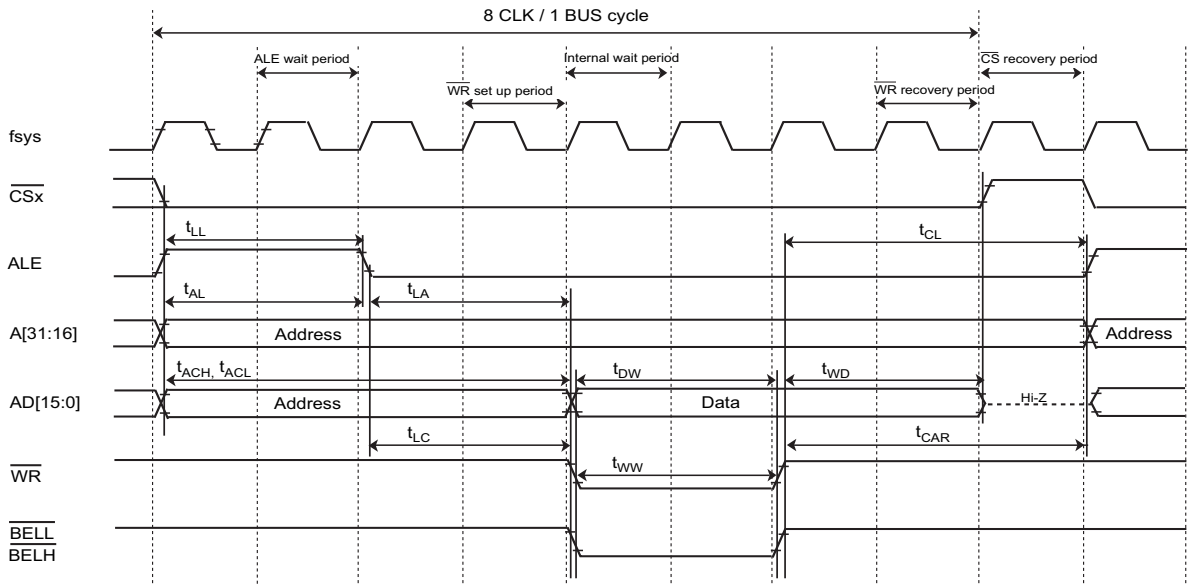 8 CLK / 1 BUS cycle
ALE wait period
Internal wait period
CS recovery period
WR set up period
WR recovery period
fsys
CSx
tLL
tCL
ALE
tAL
tLA
A[31:16]
Address
Address
tACH, tACL
tDW
tWD
AD[15:0]
Address
Data
Hi-Z
tLC
tCAR
WR
tWW
BELL
BELH